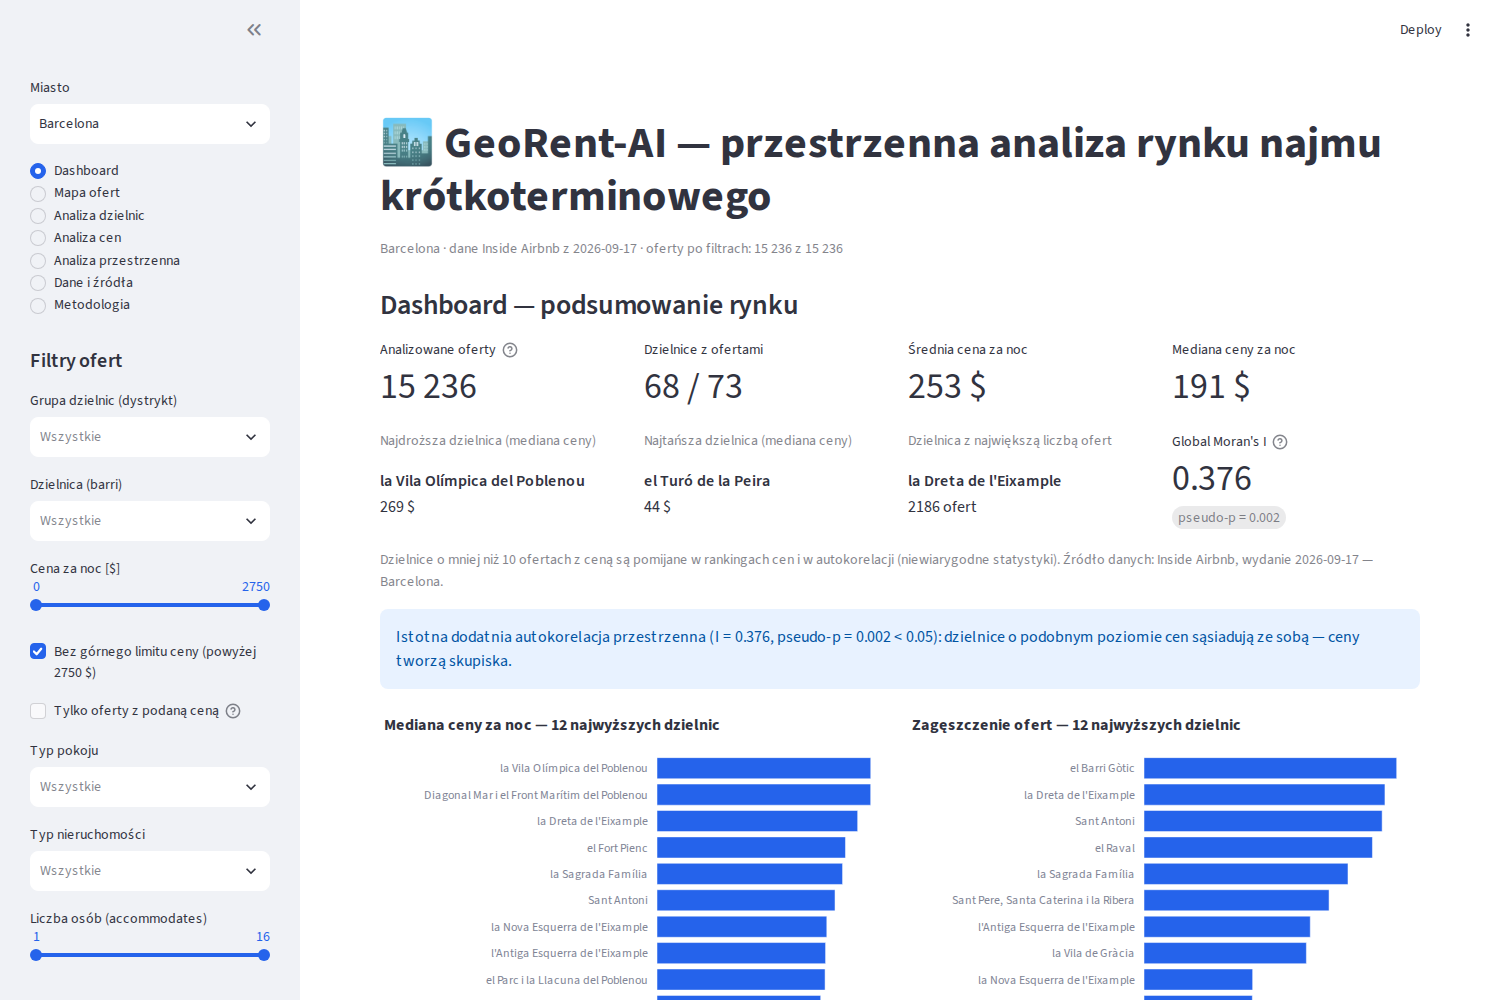 Deploy
Miasto
Barcelona
Dashboard
Mapa ofert
Analiza dzielnic
Analiza cen
Analiza przestrzenna
Dane i źródła
Metodologia
Filtry ofert
Grupa dzielnic (dystrykt)
Wszystkie
Dzielnica (barri)
Wszystkie
Cena za noc [$]
0 2750
Bez górnego limitu ceny (powyżej
2750 $)
Tylko oferty z podaną ceną
Typ pokoju
Wszystkie
Typ nieruchomości
Wszystkie
Liczba osób (accommodates)
1 16
GeoRent-AI — przestrzenna analiza rynku najmu
krótkoterminowego
Barcelona · dane Inside Airbnb z 2026-09-17 · oferty po filtrach: 15 236 z 15 236
Dashboard — podsumowanie rynku
Analizowane oferty
15 236
Dzielnice z ofertami
68 / 73
Średnia cena za noc
253 $
Mediana ceny za noc
191 $
Najdroższa dzielnica (mediana ceny)
la Vila Olímpica del Poblenou
269 $
Najtańsza dzielnica (mediana ceny)
el Turó de la Peira
44 $
Dzielnica z największą liczbą ofert
la Dreta de l'Eixample
2186 ofert
Global Moran's I
0.376
pseudo-p = 0.002
Dzielnice o mniej niż 10 ofertach z ceną są pomijane w rankingach cen i w autokorelacji (niewiarygodne statystyki). Źródło danych: Inside Airbnb, wydanie 2026-09-17 —
Barcelona.
Istotna dodatnia autokorelacja przestrzenna (I = 0.376, pseudo-p = 0.002 < 0.05): dzielnice o podobnym poziomie cen sąsiadują ze sobą — ceny
tworzą skupiska.
Mediana ceny za noc — 12 najwyższych dzielnic
la Vila Olímpica del Poblenou
Diagonal Mar i el Front Marítim del Poblenou
la Dreta de l'Eixample
el Fort Pienc
la Sagrada Família
Sant Antoni
la Nova Esquerra de l'Eixample
l'Antiga Esquerra de l'Eixample
el Parc i la Llacuna del Poblenou
Zagęszczenie ofert — 12 najwyższych dzielnic
el Barri Gòtic
la Dreta de l'Eixample
Sant Antoni
el Raval
la Sagrada Família
Sant Pere, Santa Caterina i la Ribera
l'Antiga Esquerra de l'Eixample
la Vila de Gràcia
la Nova Esquerra de l'Eixample